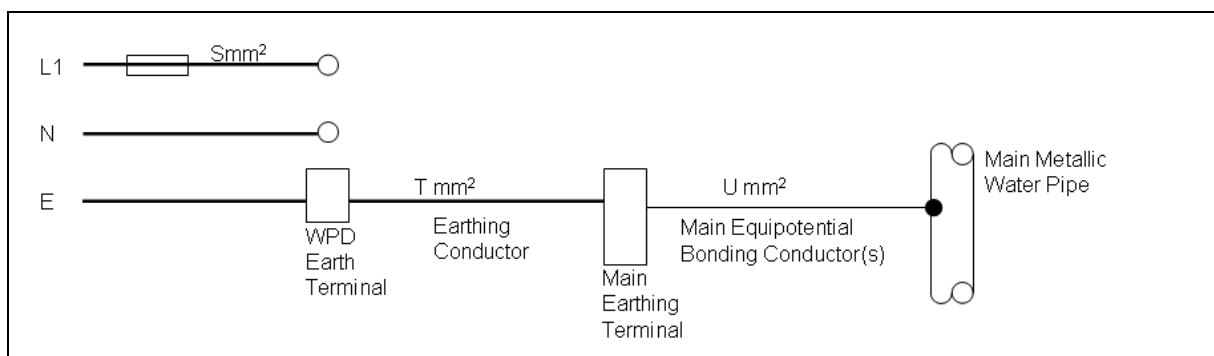 L1
Smm²
N
E
WPD
Earth
Terminal
T mm²
Earthing
Conductor
Main
Earthing
Terminal
U mm²
Main Equipotential
Bonding Conductor(s)
Main Metallic
Water Pipe